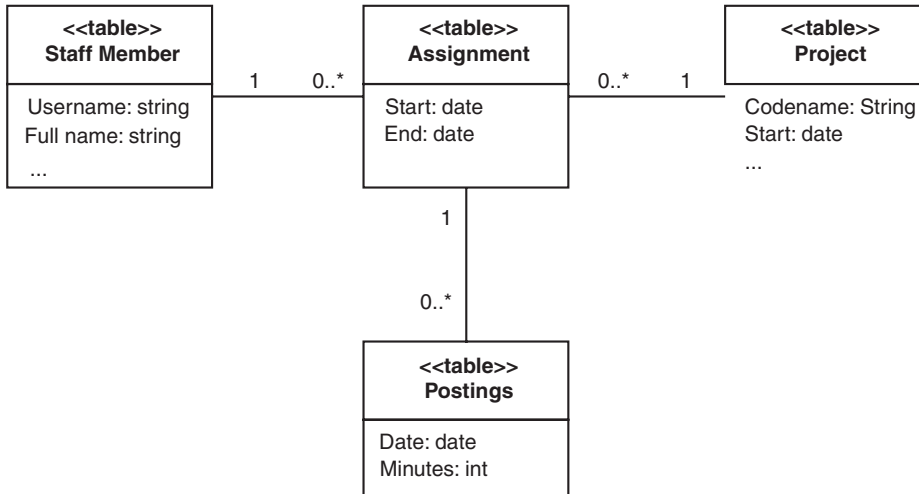 <<table>>
Staff Member
Username: string
Full name: string
...
1
0..*
<<table>>
Assignment
Start: date
End: date
0..*
1
<<table>>
Project
Codename: String
Start: date
...
1
0..*
<<table>>
Postings
Date: date
Minutes: int